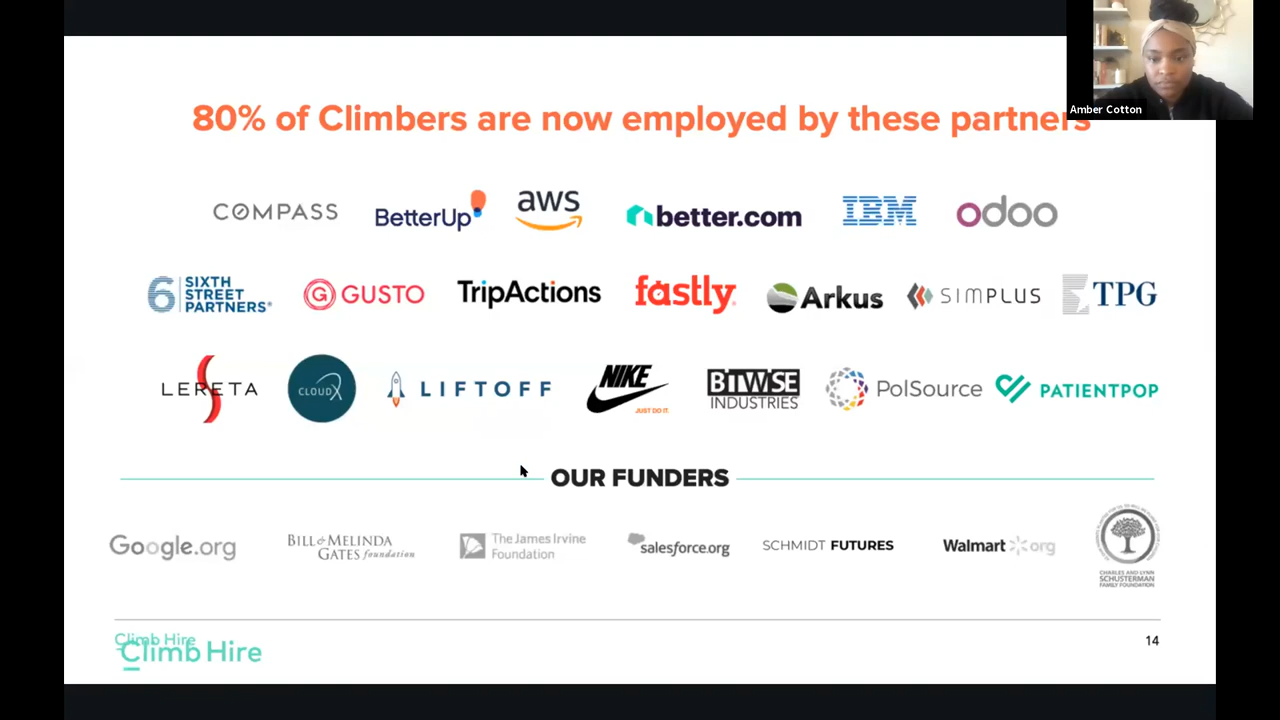 Amber Cotton
80% of Climbers are now employed by these partners
COMPASS
BetterUp
aws
better.com
IBM
odoo
6 SIXTH
STREET
PARTNERS®
G GUSTO
TripActions
fastly
Arkus
SIMPLUS
TPG
LERETA
CLOUDX
LIFTOFF
NIKE
JUST DO IT.
BITWISE
INDUSTRIES
PolSource
PATIENTPOP
OUR FUNDERS
Google.org
BILL & MELINDA
GATES foundation
The James Irvine
Foundation
salesforce.org
SCHMIDT FUTURES
Walmart org
CHARLES AND LYNN
SCHUSTERMAN
FAMILY FOUNDATION
Climb Hire
Climb Hire
14